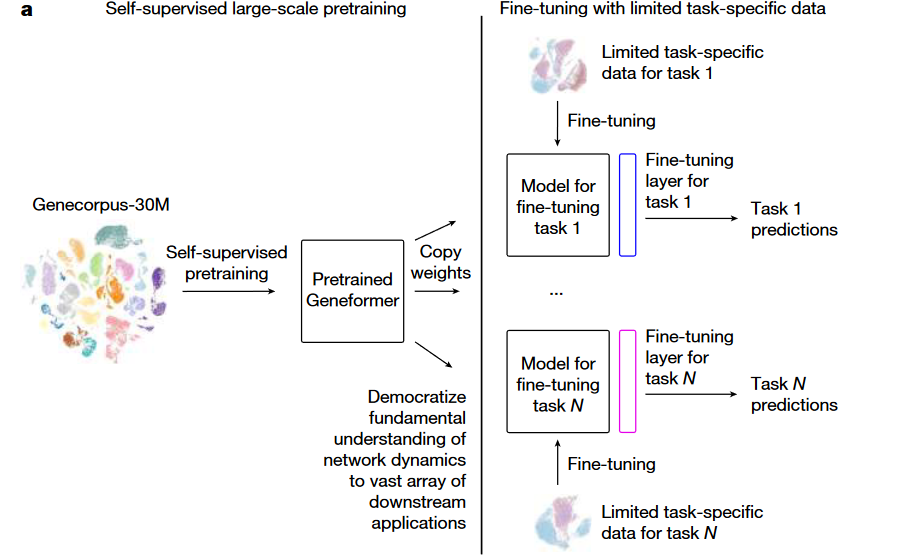 a
Self-supervised large-scale pretraining
Fine-tuning with limited task-specific data
Genecorpus-30M
Self-supervised
pretraining
Pretrained
Geneformer
Copy
weights
Democratize
fundamental
understanding of
network dynamics
to vast array of
downstream
applications
Limited task-specific
data for task 1
Fine-tuning
Model for
fine-tuning
task 1
Fine-tuning
layer for
task 1
Task 1
predictions
...
Model for
fine-tuning
task N
Fine-tuning
layer for
task N
Task N
predictions
Fine-tuning
Limited task-specific
data for task N